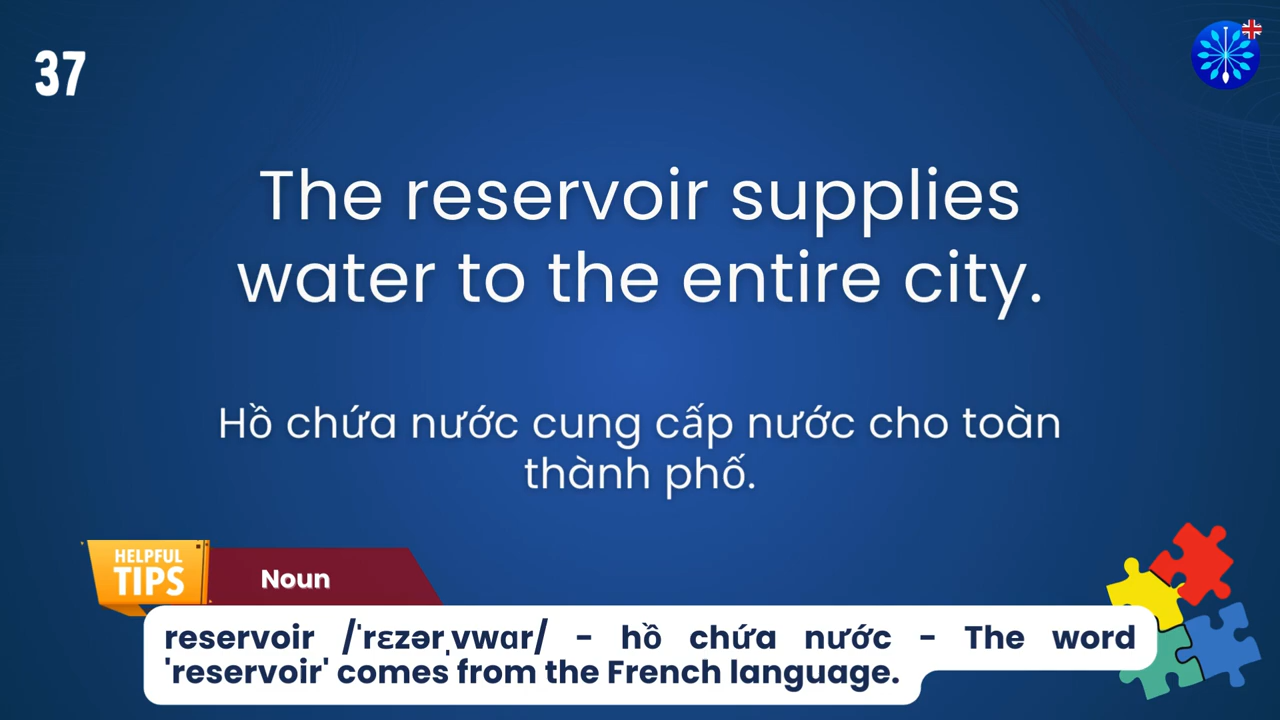 37
The reservoir supplies
water to the entire city.
Hồ chứa nước cung cấp nước cho toàn
thành phố.
HELPFUL
TIPS
Noun
reservoir /ˈrɛzərˌvwɑr/ - hồ chứa nước - The word
'reservoir' comes from the French language.